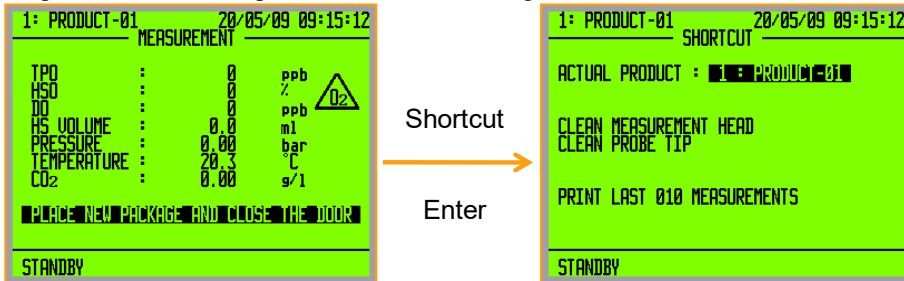 1: PRODUCT-01 20/05/09 09:15:12
MEASUREMENT
TPO : 0 ppb
HSO : 0 %
DO : 0 ppb
O2
HS VOLUME : 0.0 ml
PRESSURE : 0.00 bar
TEMPERATURE : 20.3 °C
CO2 : 0.00 g/l
PLACE NEW PACKAGE AND CLOSE THE DOOR
STANDBY
Shortcut
Enter
1: PRODUCT-01 20/05/09 09:15:12
SHORTCUT
ACTUAL PRODUCT : 1 : PRODUCT-01
CLEAN MEASUREMENT HEAD
CLEAN PROBE TIP
PRINT LAST 010 MEASUREMENTS
STANDBY